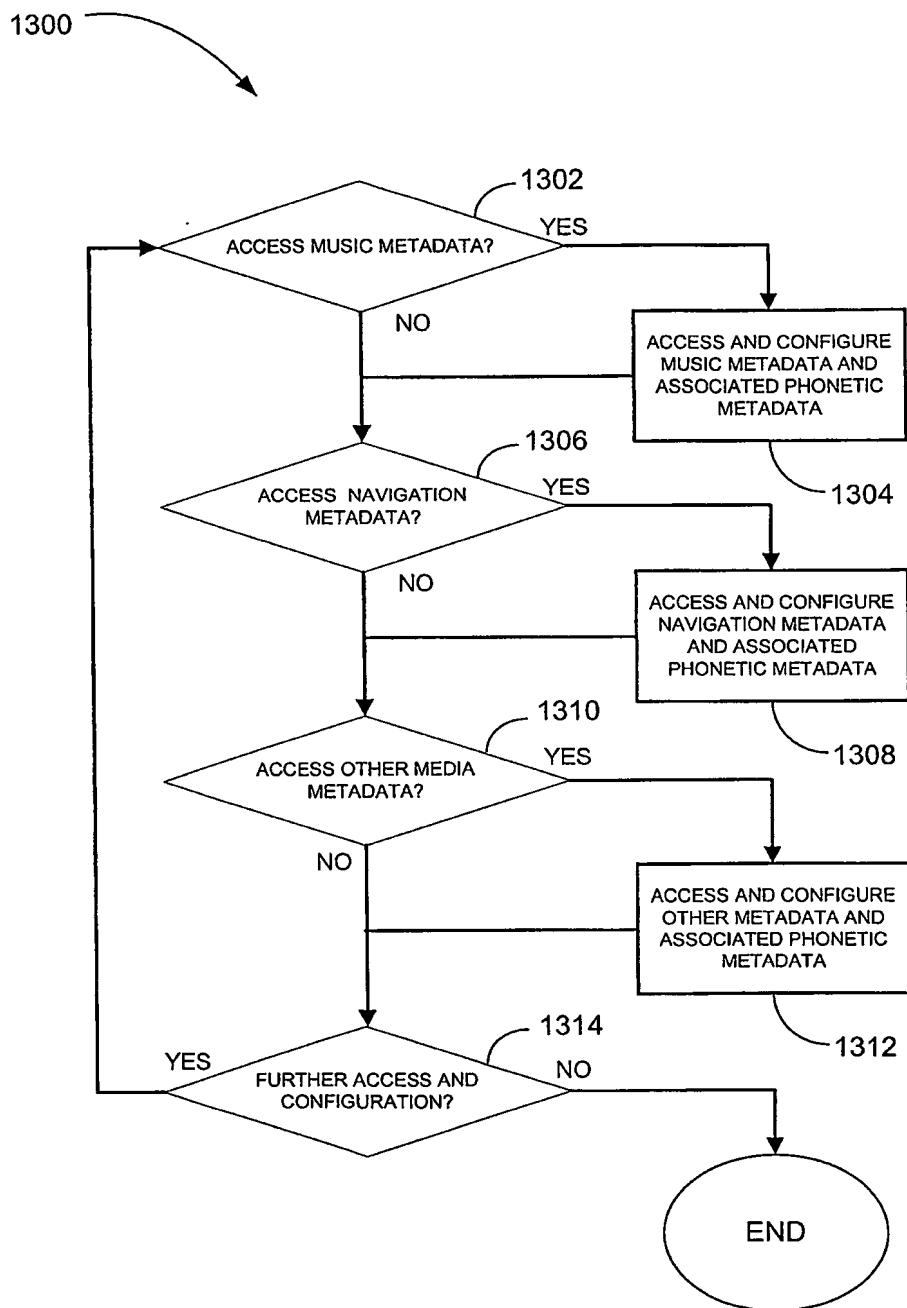 1300
1302
ACCESS MUSIC METADATA?
YES
NO
ACCESS AND CONFIGURE
MUSIC METADATA AND
ASSOCIATED PHONETIC
METADATA
1304
1306
ACCESS NAVIGATION
METADATA?
YES
NO
ACCESS AND CONFIGURE
NAVIGATION METADATA
AND ASSOCIATED
PHONETIC METADATA
1308
1310
ACCESS OTHER MEDIA
METADATA?
YES
NO
ACCESS AND CONFIGURE
OTHER METADATA AND
ASSOCIATED PHONETIC
METADATA
1312
1314
YES
FURTHER ACCESS AND
CONFIGURATION?
NO
END